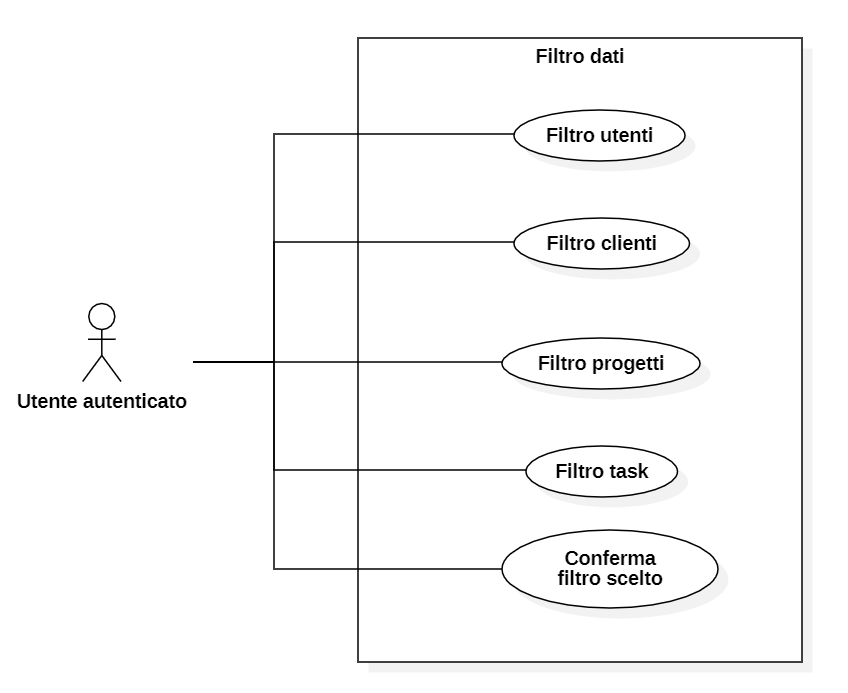 Filtro dati
Filtro utenti
Filtro clienti
Filtro progetti
Utente autenticato
Filtro task
Conferma
filtro scelto